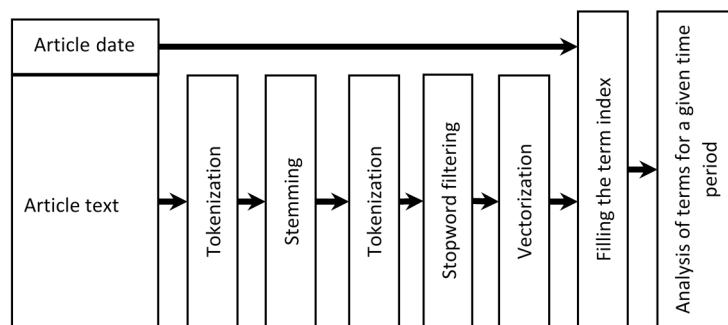 Article date
Article text
Tokenization
Stemming
Tokenization
Stopword filtering
Vectorization
Filling the term index
Analysis of terms for a given time
period